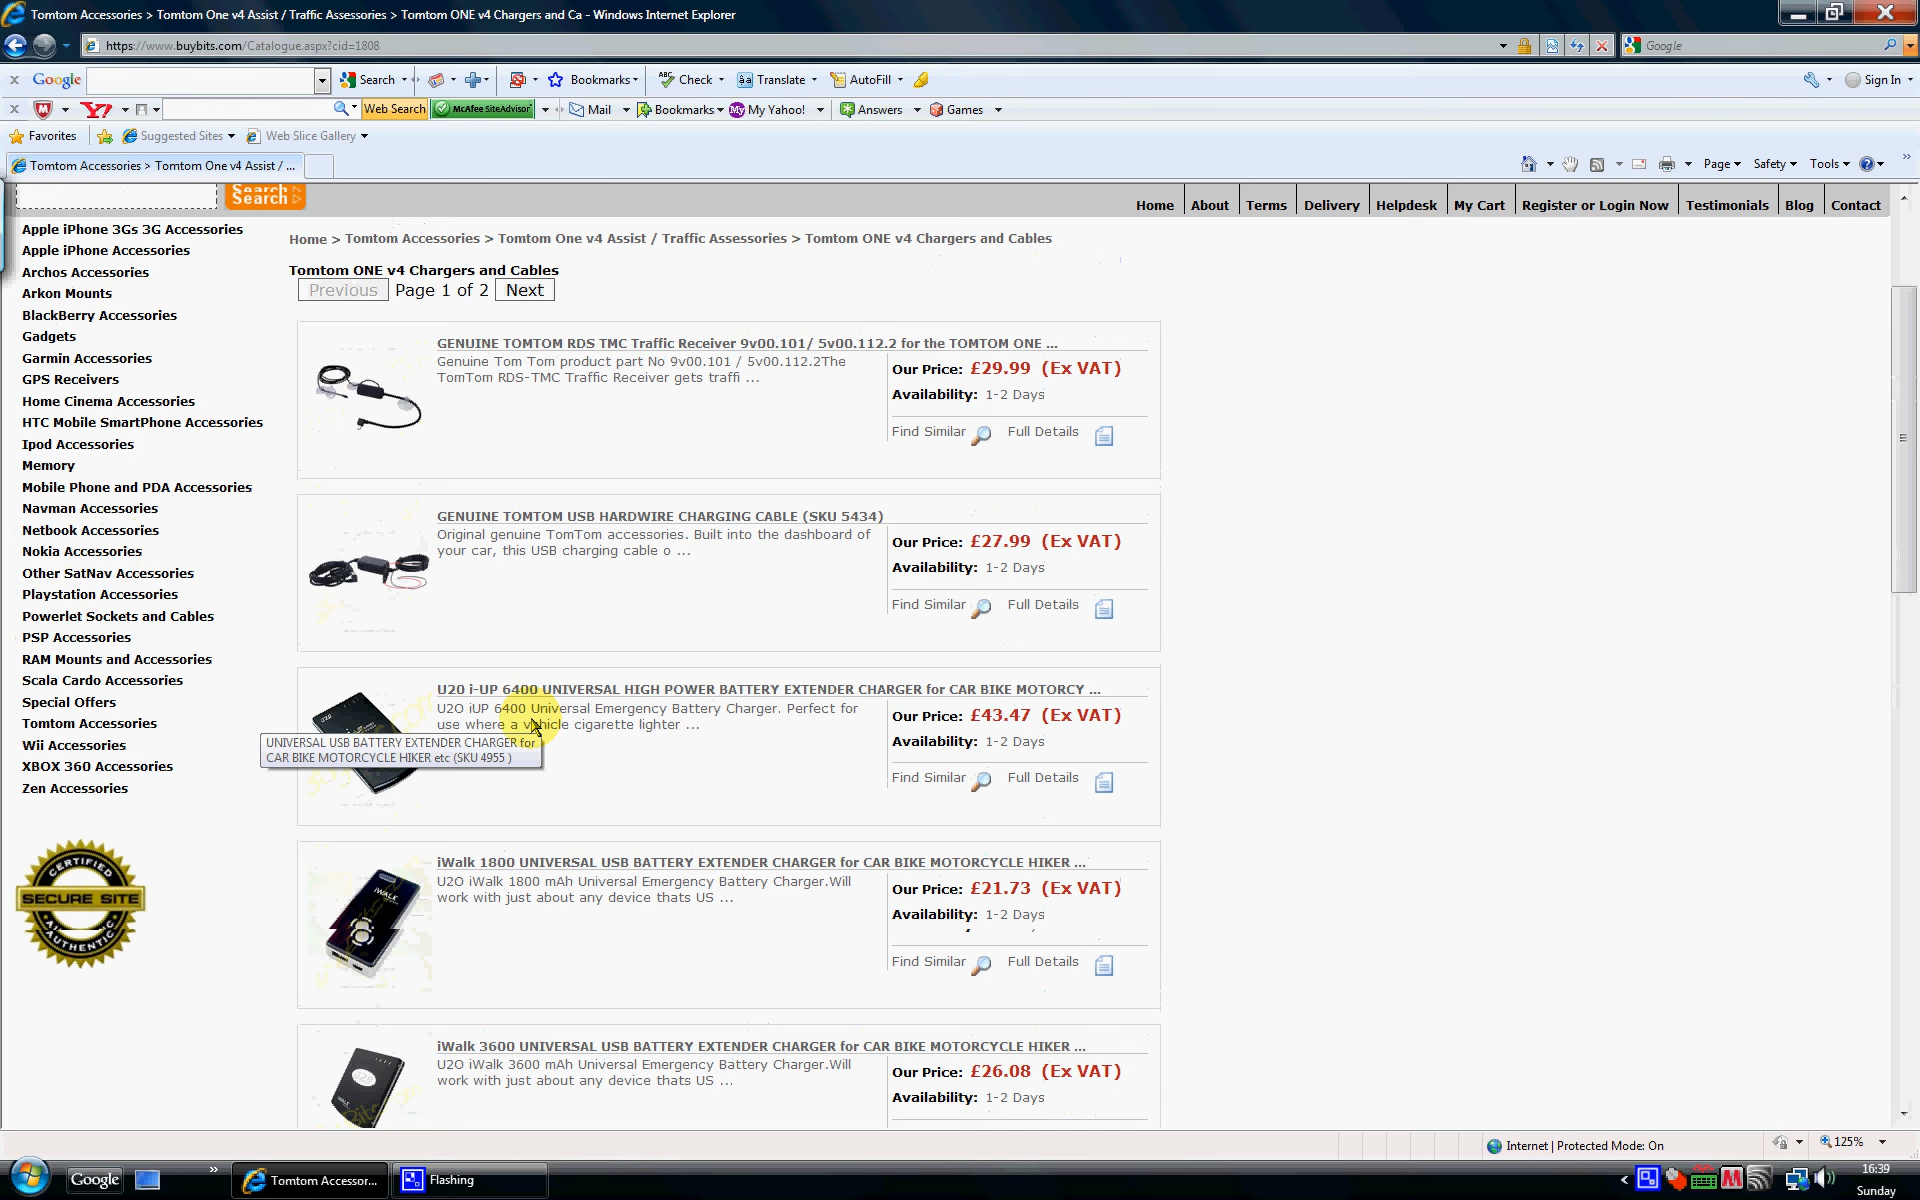 Tomtom Accessories > Tomtom One v4 Assist / Traffic Assessories > Tomtom ONE v4 Chargers and Ca - Windows Internet Explorer
https://www.buybits.com/Catalogue.aspx?cid=1808
Google
Google
Search
Bookmarks
Check
Translate
AutoFill
Sign In
Web Search
McAfee SiteAdvisor
Mail
Bookmarks
My Yahoo!
Answers
Games
Favorites
Suggested Sites
Web Slice Gallery
Tomtom Accessories > Tomtom One v4 Assist / ...
Page
Safety
Tools
Search
Home
About
Terms
Delivery
Helpdesk
My Cart
Register or Login Now
Testimonials
Blog
Contact
Apple iPhone 3Gs 3G Accessories
Apple iPhone Accessories
Archos Accessories
Arkon Mounts
BlackBerry Accessories
Gadgets
Garmin Accessories
GPS Receivers
Home Cinema Accessories
HTC Mobile SmartPhone Accessories
Ipod Accessories
Memory
Mobile Phone and PDA Accessories
Navman Accessories
Netbook Accessories
Nokia Accessories
Other SatNav Accessories
Playstation Accessories
Powerlet Sockets and Cables
PSP Accessories
RAM Mounts and Accessories
Scala Cardo Accessories
Special Offers
Tomtom Accessories
Wii Accessories
XBOX 360 Accessories
Zen Accessories
CERTIFIED
SECURE SITE
AUTHENTIC
Home > Tomtom Accessories > Tomtom One v4 Assist / Traffic Assessories > Tomtom ONE v4 Chargers and Cables
Tomtom ONE v4 Chargers and Cables
Previous Page 1 of 2 Next
GENUINE TOMTOM RDS TMC Traffic Receiver 9v00.101/ 5v00.112.2 for the TOMTOM ONE ...
Genuine Tom Tom product part No 9v00.101 / 5v00.112.2The
TomTom RDS-TMC Traffic Receiver gets traffi ...
Our Price: £29.99 (Ex VAT)
Availability: 1-2 Days
Find Similar Full Details
GENUINE TOMTOM USB HARDWIRE CHARGING CABLE (SKU 5434)
Original genuine TomTom accessories. Built into the dashboard of
your car, this USB charging cable o ...
Our Price: £27.99 (Ex VAT)
Availability: 1-2 Days
Find Similar Full Details
U20 i-UP 6400 UNIVERSAL HIGH POWER BATTERY EXTENDER CHARGER for CAR BIKE MOTORCY ...
U2O iUP 6400 Universal Emergency Battery Charger. Perfect for
use where a vehicle cigarette lighter ...
Our Price: £43.47 (Ex VAT)
Availability: 1-2 Days
Find Similar Full Details
UNIVERSAL USB BATTERY EXTENDER CHARGER for
CAR BIKE MOTORCYCLE HIKER etc (SKU 4955 )
iWalk 1800 UNIVERSAL USB BATTERY EXTENDER CHARGER for CAR BIKE MOTORCYCLE HIKER ...
U2O iWalk 1800 mAh Universal Emergency Battery Charger.Will
work with just about any device thats US ...
Our Price: £21.73 (Ex VAT)
Availability: 1-2 Days
Find Similar Full Details
iWalk 3600 UNIVERSAL USB BATTERY EXTENDER CHARGER for CAR BIKE MOTORCYCLE HIKER ...
U2O iWalk 3600 mAh Universal Emergency Battery Charger.Will
work with just about any device thats US ...
Our Price: £26.08 (Ex VAT)
Availability: 1-2 Days
Internet | Protected Mode: On
125%
Google
Tomtom Accessor...
Flashing
16:39
Sunday